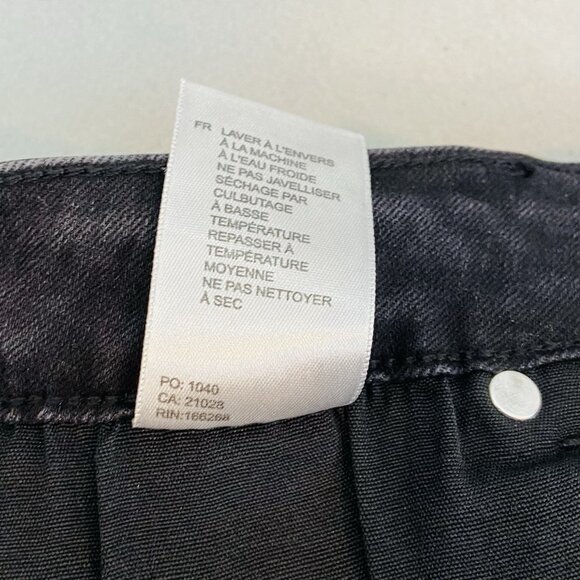 FR LAVER À L'ENVERS
À LA MACHINE
À L'EAU FROIDE
NE PAS JAVELLISER
SÉCHAGE PAR
CULBUTAGE
À BASSE
TEMPÉRATURE
REPASSER À
TEMPÉRATURE
MOYENNE
NE PAS NETTOYER
À SEC
PO: 1040
CA: 21028
RIN:166268